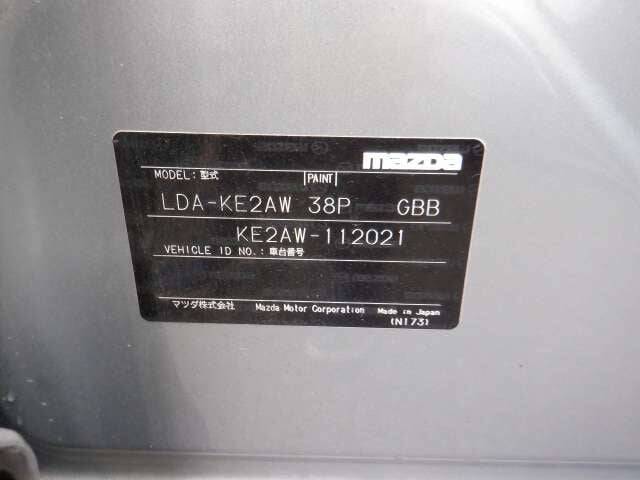 mazda
MODEL:型式 PAINT
LDA-KE2AW 38P GBB
KE2AW-112021
VEHICLE ID NO.:車台番号
マツダ株式会社 Mazda Motor Corporation Made in Japan
(N173)